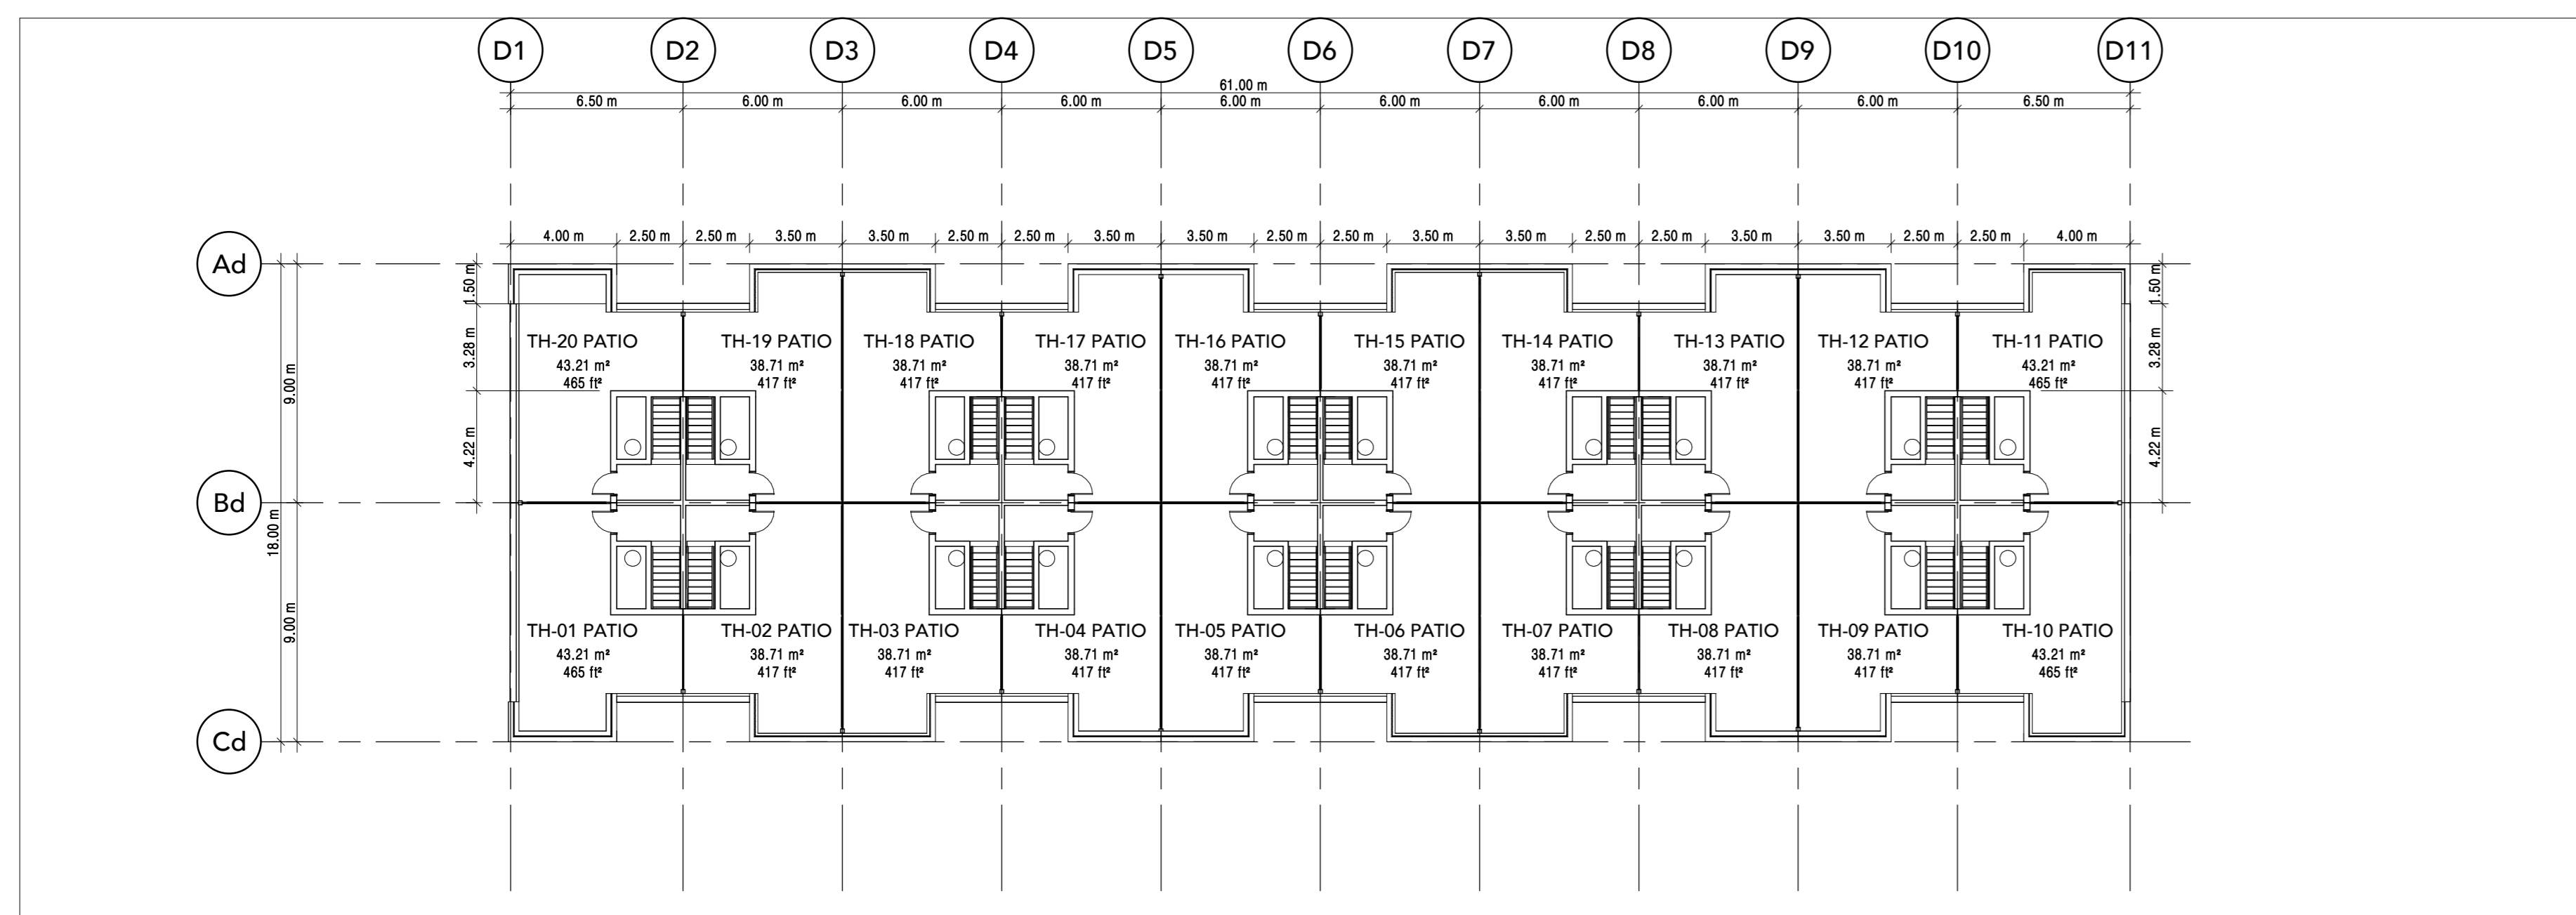 D1 D2 D3 D4 D5 D6 D7 D8 D9 D10 D11
61.00 m
6.50 m 6.00 m 6.00 m 6.00 m 6.00 m 6.00 m 6.00 m 6.00 m 6.00 m 6.50 m
4.00 m 2.50 m 2.50 m 3.50 m 3.50 m 2.50 m 2.50 m 3.50 m 3.50 m 2.50 m 2.50 m 3.50 m 3.50 m 2.50 m 2.50 m 3.50 m 3.50 m 2.50 m 2.50 m 4.00 m
Ad
1.50 m 1.50 m
3.28 m 3.28 m
TH-20 PATIO TH-19 PATIO TH-18 PATIO TH-17 PATIO TH-16 PATIO TH-15 PATIO TH-14 PATIO TH-13 PATIO TH-12 PATIO TH-11 PATIO
43.21 m² 38.71 m² 38.71 m² 38.71 m² 38.71 m² 38.71 m² 38.71 m² 38.71 m² 38.71 m² 43.21 m²
465 ft² 417 ft² 417 ft² 417 ft² 417 ft² 417 ft² 417 ft² 417 ft² 417 ft² 465 ft²
9.00 m
4.22 m 4.22 m
Bd
18.00 m
9.00 m
TH-01 PATIO TH-02 PATIO TH-03 PATIO TH-04 PATIO TH-05 PATIO TH-06 PATIO TH-07 PATIO TH-08 PATIO TH-09 PATIO TH-10 PATIO
43.21 m² 38.71 m² 38.71 m² 38.71 m² 38.71 m² 38.71 m² 38.71 m² 38.71 m² 38.71 m² 43.21 m²
465 ft² 417 ft² 417 ft² 417 ft² 417 ft² 417 ft² 417 ft² 417 ft² 417 ft² 465 ft²
Cd